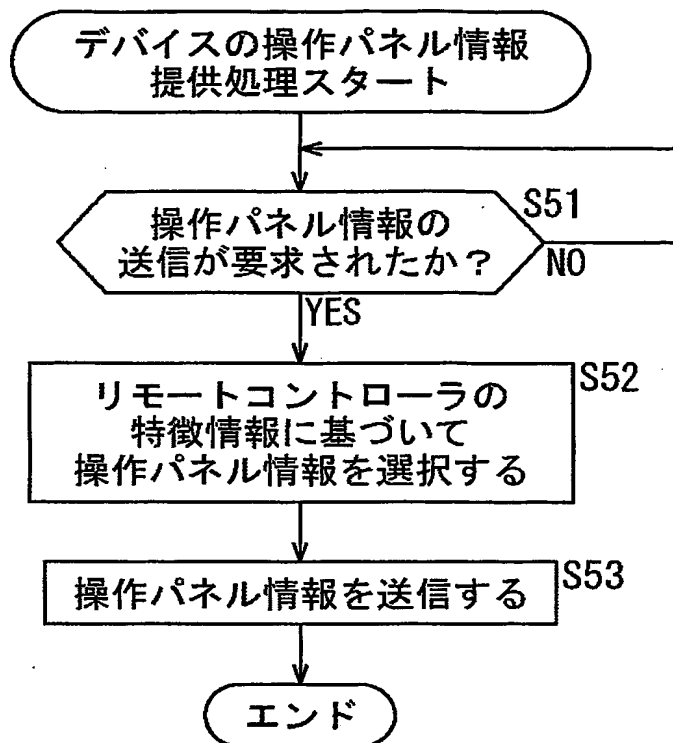 デバイスの操作パネル情報
提供処理スタート
操作パネル情報の
送信が要求されたか？
S51
NO
YES
リモートコントローラの
特徴情報に基づいて
操作パネル情報を選択する
S52
操作パネル情報を送信する
S53
エンド